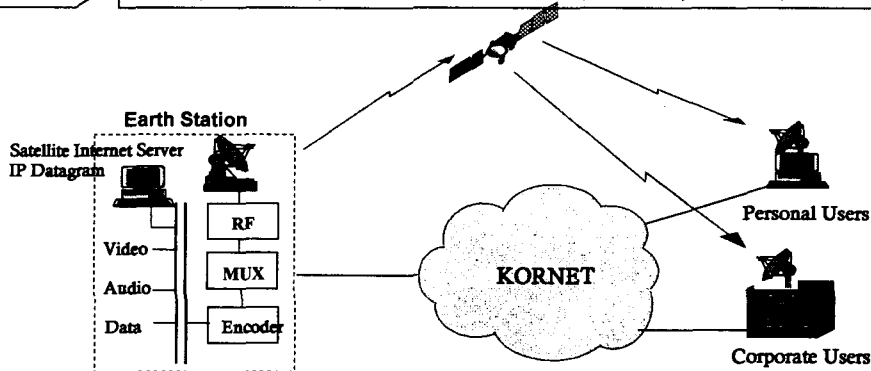 Earth Station
Satellite Internet Server
IP Datagram
RF
Video
MUX
Audio
Data
Encoder
KORNET
Personal Users
Corporate Users